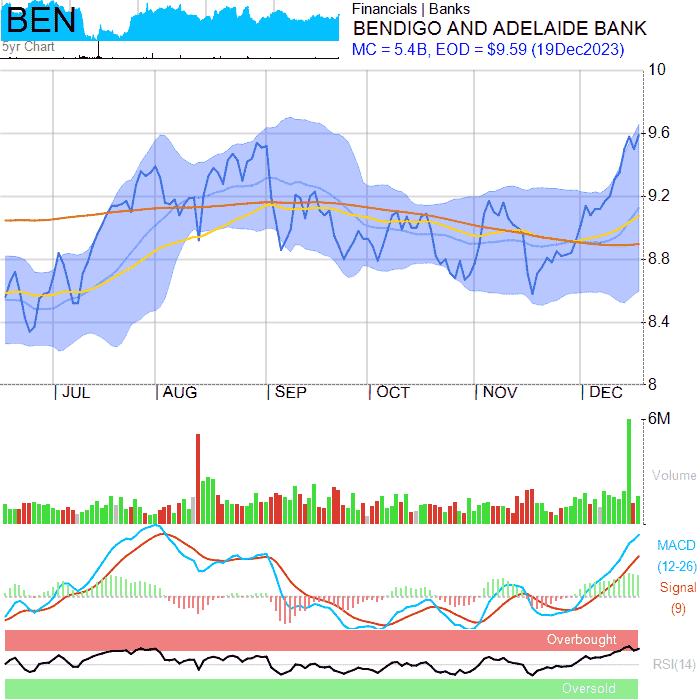 BEN
Financials | Banks
BENDIGO AND ADELAIDE BANK
5yr Chart
MC = 5.4B, EOD = $9.59 (19Dec2023)
10
9.6
9.2
8.8
8.4
8
JUL
AUG
SEP
OCT
NOV
DEC
6M
Volume
MACD
(12-26)
Signal
(9)
Overbought
RSI(14)
Oversold